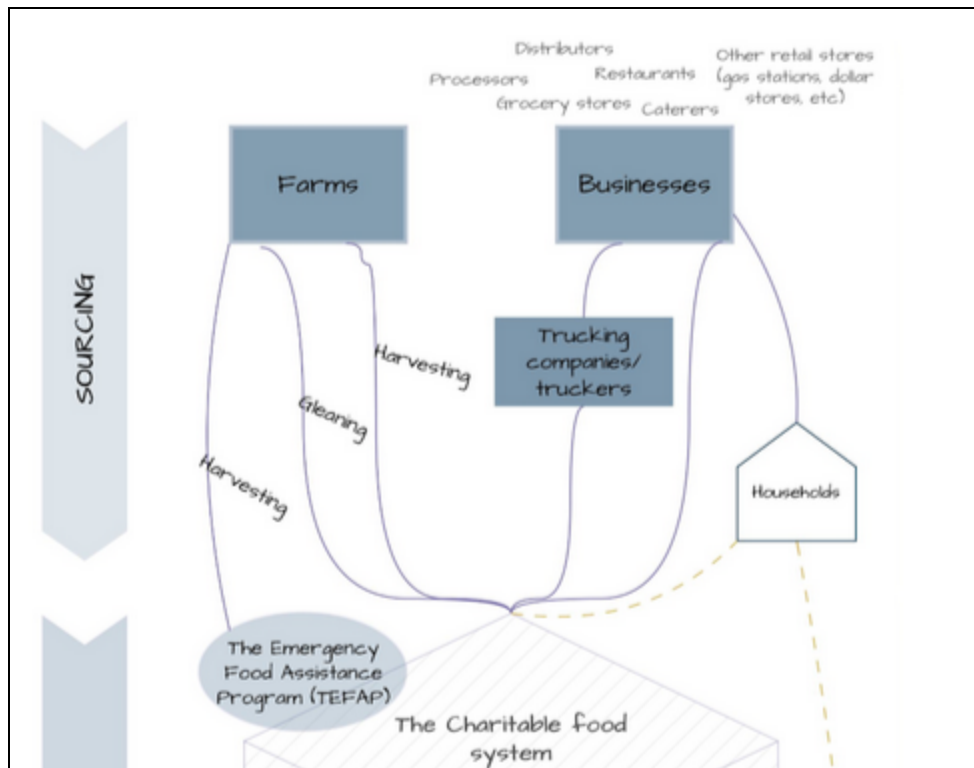 Distributors
Other retail stores
(gas stations, dollar
stores, etc)
Processors
Restaurants
Grocery stores
Caterers
Farms
Businesses
SOURCING
Trucking
companies/
truckers
Harvesting
Gleaning
Harvesting
Households
The Emergency
Food Assistance
Program (TEFAP)
The Charitable food
system